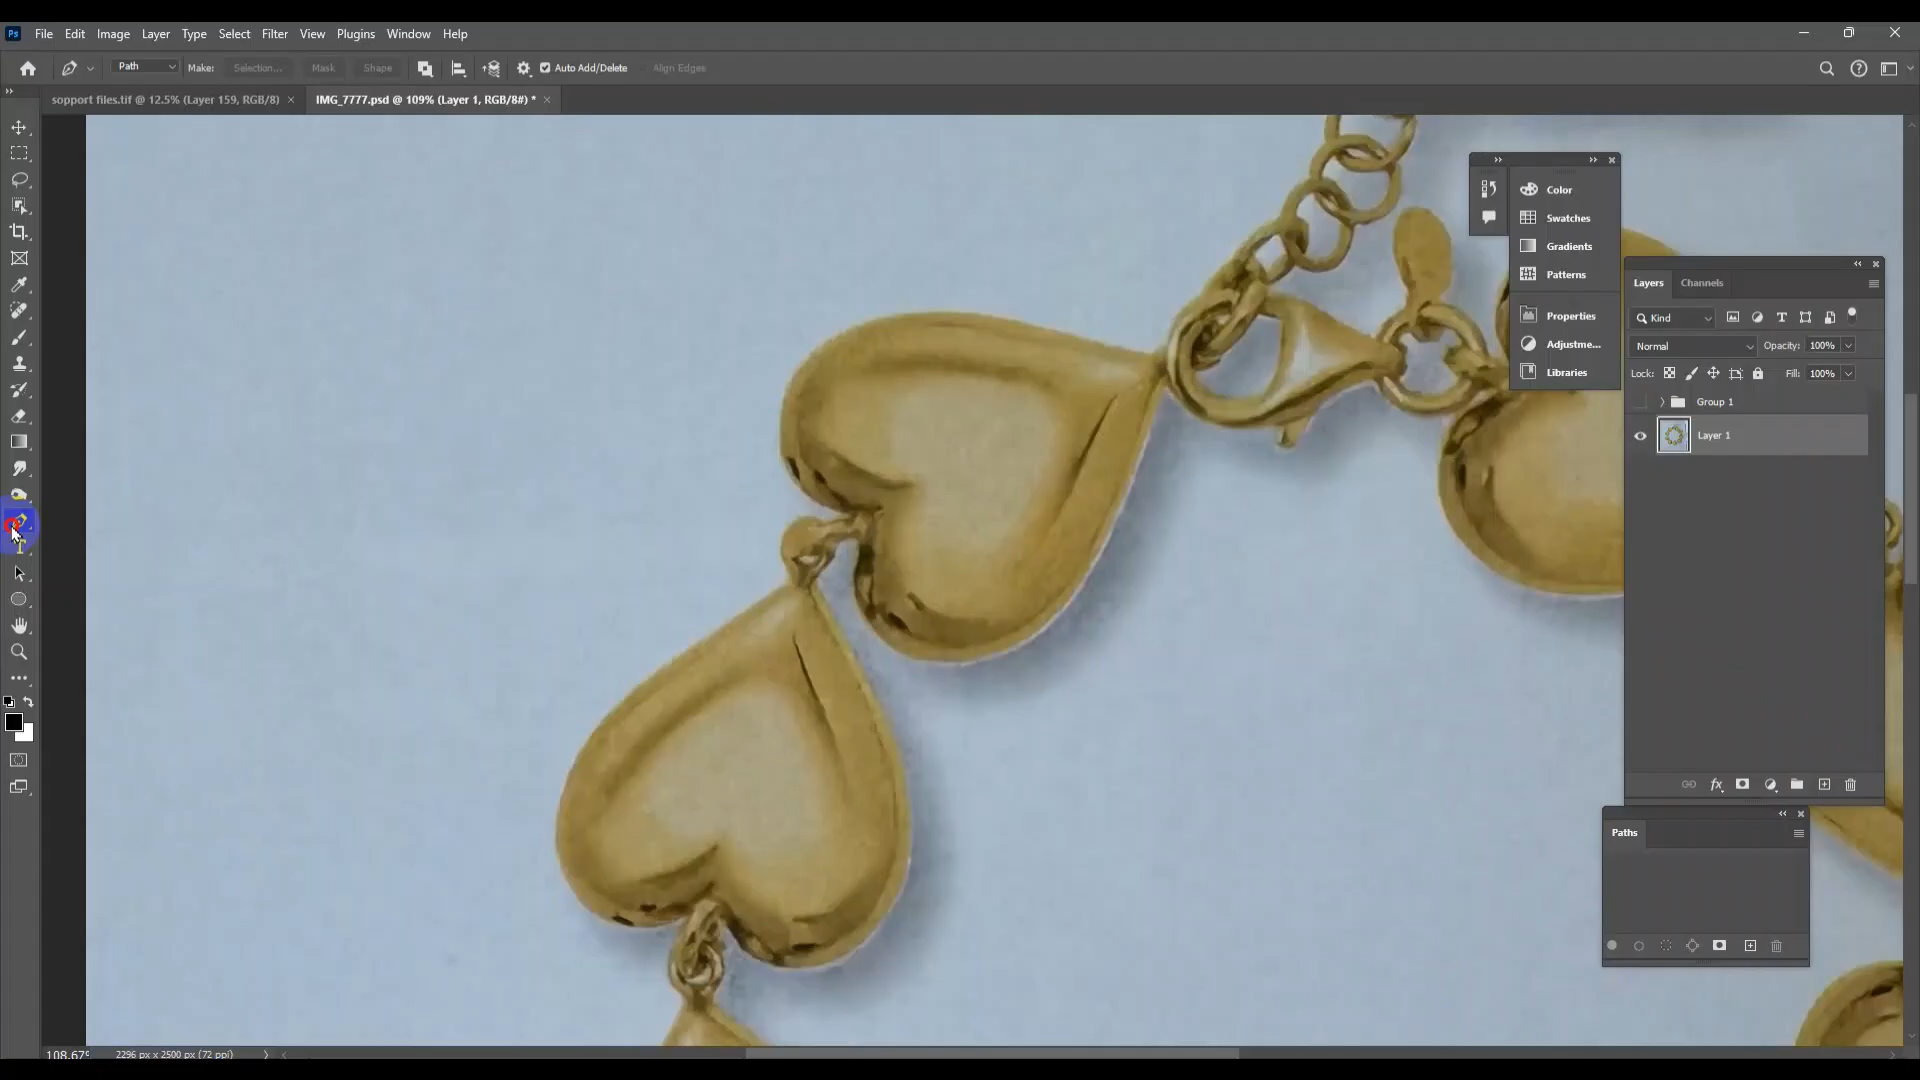 Ps File Edit Image Layer Type Select Filter View Plugins Window Help
Path Make: Selection... Mask Shape Auto Add/Delete Align Edges
sopport files.tif @ 12.5% (Layer 159, RGB/8) × IMG_7777.psd @ 109% (Layer 1, RGB/8#) * ×
Color
Swatches
Gradients
Patterns
Properties
Adjustme...
Libraries
Layers Channels
Kind
Normal Opacity: 100%
Lock: Fill: 100%
Group 1
Layer 1
Paths
108.67% 2296 px x 2500 px (72 ppi)